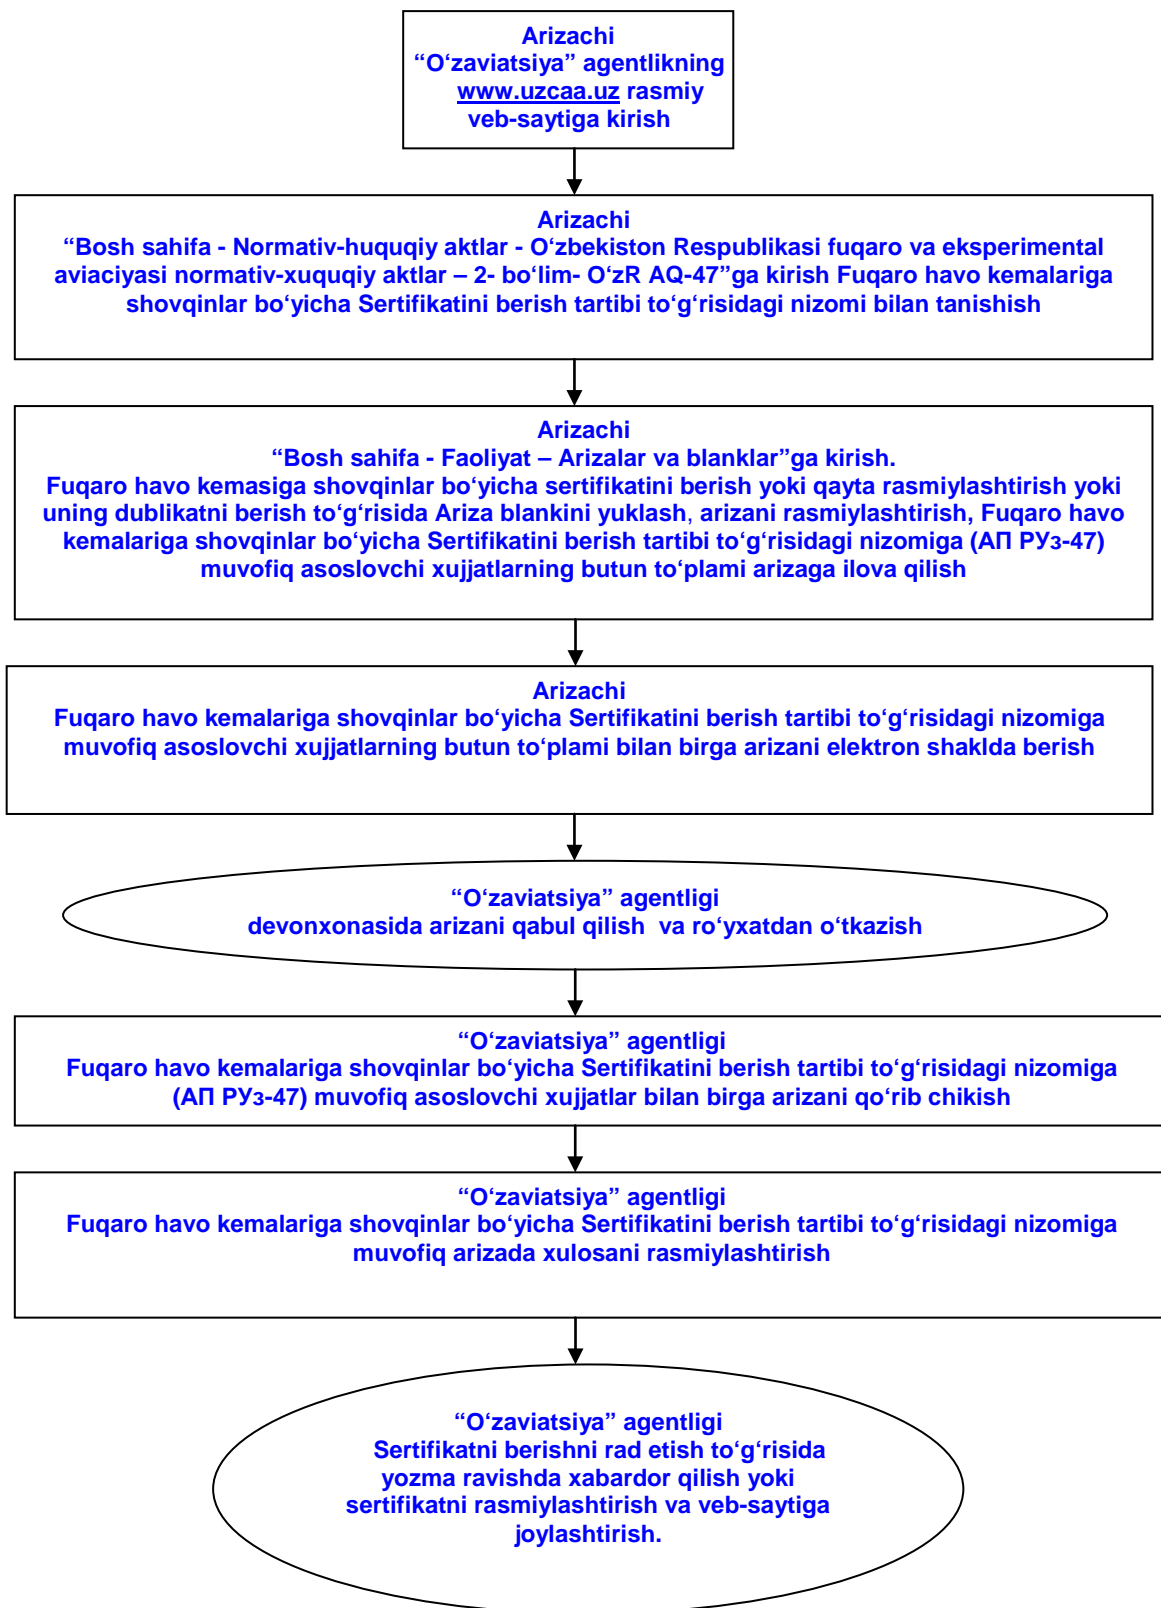 Arizachi
“O‘zaviatsiya” agentlikning
www.uzcaa.uz rasmiy
veb-saytiga kirish
Arizachi
“Bosh sahifa - Normativ-huquqiy aktlar - O‘zbekiston Respublikasi fuqaro va eksperimental
aviaciyasi normativ-xuquqiy aktlar – 2- bo‘lim- O‘zR AQ-47”ga kirish Fuqaro havo kemalariga
shovqinlar bo‘yicha Sertifikatini berish tartibi to‘g‘risidagi nizomi bilan tanishish
Arizachi
“Bosh sahifa - Faoliyat – Arizalar va blanklar”ga kirish.
Fuqaro havo kemasiga shovqinlar bo‘yicha sertifikatini berish yoki qayta rasmiylashtirish yoki
uning dublikatni berish to‘g‘risida Ariza blankini yuklash, arizani rasmiylashtirish, Fuqaro havo
kemalariga shovqinlar bo‘yicha Sertifikatini berish tartibi to‘g‘risidagi nizomiga (АП РУз-47)
muvofiq asoslovchi xujjatlarning butun to‘plami arizaga ilova qilish
Arizachi
Fuqaro havo kemalariga shovqinlar bo‘yicha Sertifikatini berish tartibi to‘g‘risidagi nizomiga
muvofiq asoslovchi xujjatlarning butun to‘plami bilan birga arizani elektron shaklda berish
“O‘zaviatsiya” agentligi
devonxonasida arizani qabul qilish va ro‘yxatdan o‘tkazish
“O‘zaviatsiya” agentligi
Fuqaro havo kemalariga shovqinlar bo‘yicha Sertifikatini berish tartibi to‘g‘risidagi nizomiga
(АП РУз-47) muvofiq asoslovchi xujjatlar bilan birga arizani qo‘rib chikish
“O‘zaviatsiya” agentligi
Fuqaro havo kemalariga shovqinlar bo‘yicha Sertifikatini berish tartibi to‘g‘risidagi nizomiga
muvofiq arizada xulosani rasmiylashtirish
“O‘zaviatsiya” agentligi
Sertifikatni berishni rad etish to‘g‘risida
yozma ravishda xabardor qilish yoki
sertifikatni rasmiylashtirish va veb-saytiga
joylashtirish.